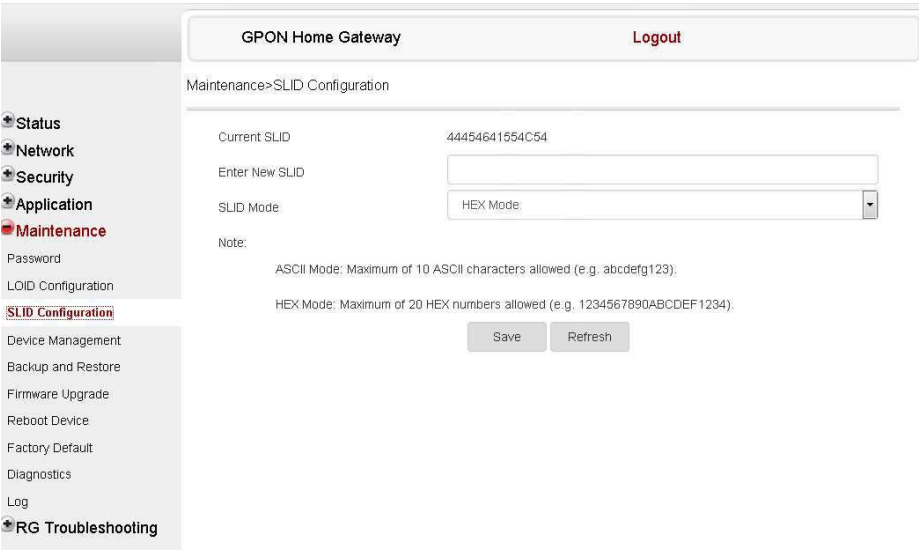 GPON Home Gateway
Logout
Maintenance>SLID Configuration
Status
Network
Security
Application
Maintenance
Password
LOID Configuration
SLID Configuration
Device Management
Backup and Restore
Firmware Upgrade
Reboot Device
Factory Default
Diagnostics
Log
RG Troubleshooting
Current SLID 44454641554C54
Enter New SLID
SLID Mode HEX Mode
Note:
ASCII Mode: Maximum of 10 ASCII characters allowed (e.g. abcdefg123).
HEX Mode: Maximum of 20 HEX numbers allowed (e.g. 1234567890ABCDEF1234).
Save Refresh